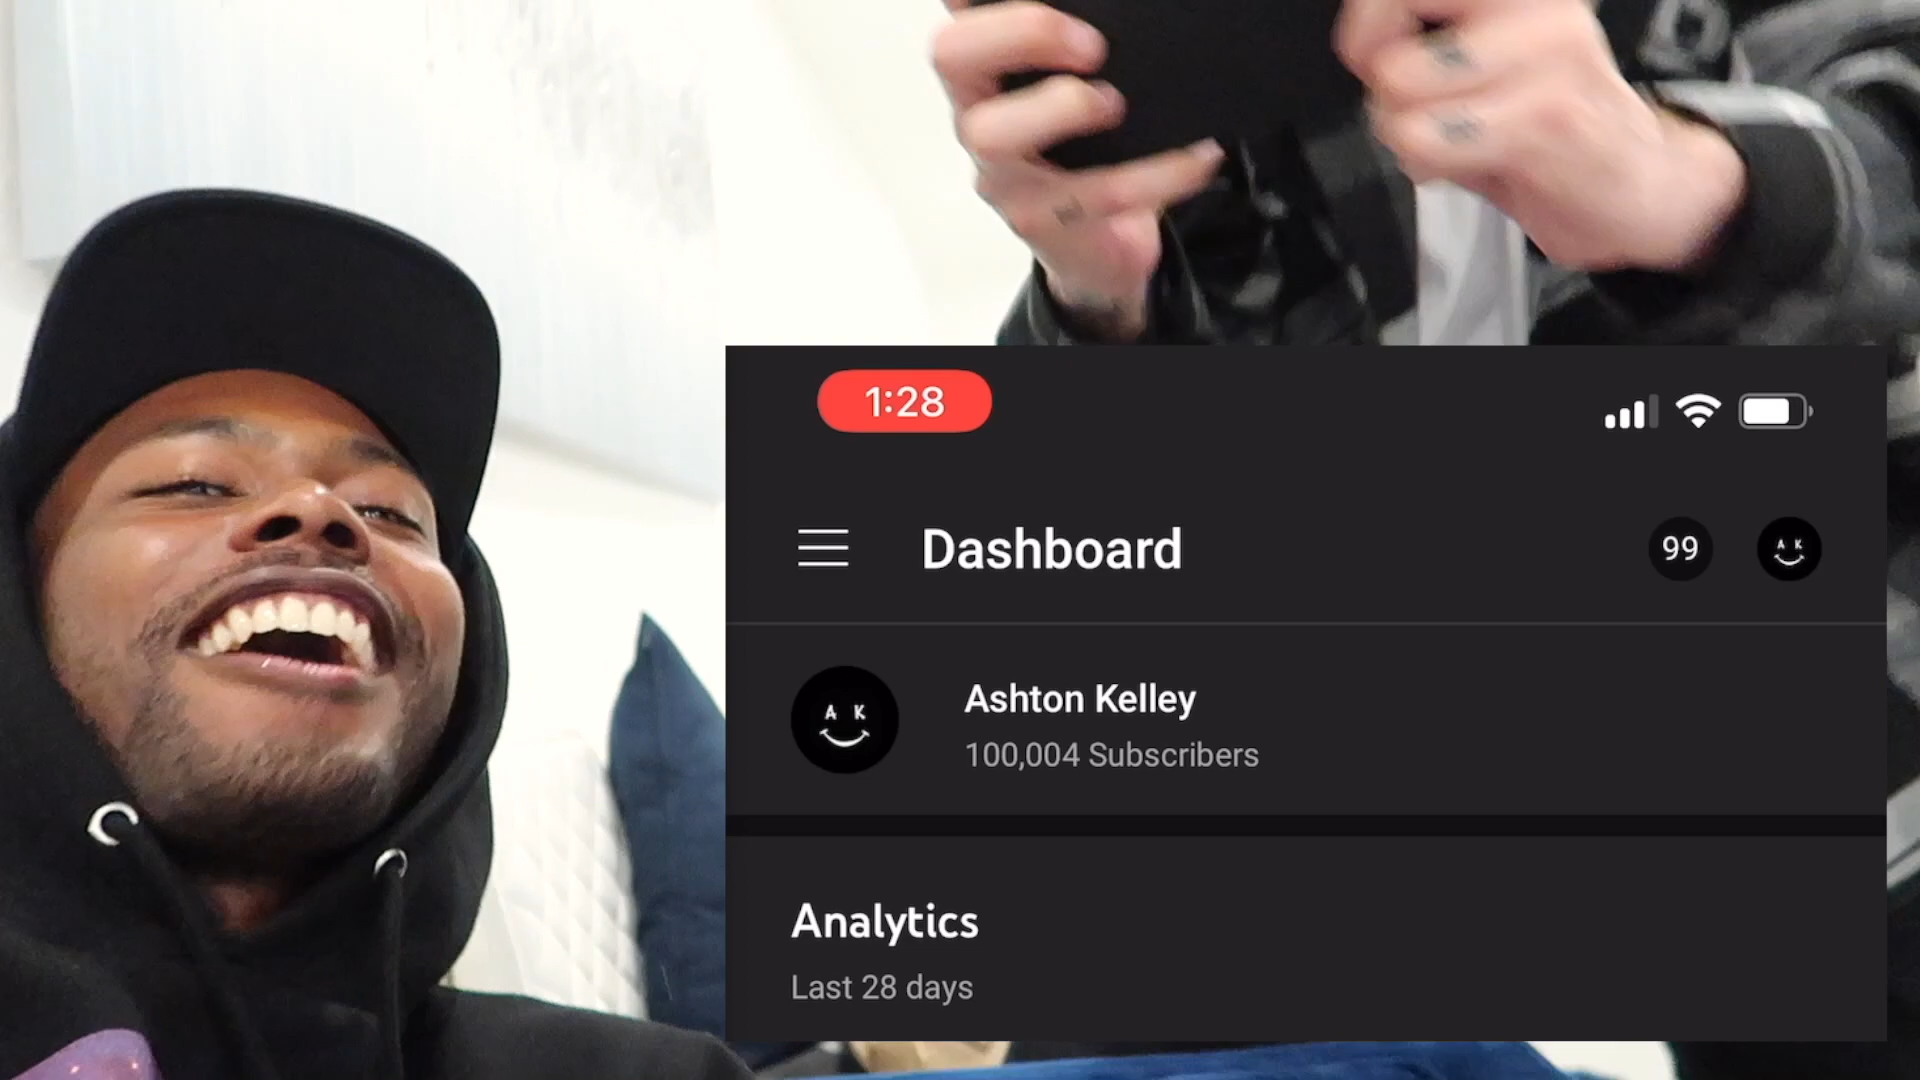 1:28
Dashboard
99
A K
A K
Ashton Kelley
100,004 Subscribers
Analytics
Last 28 days